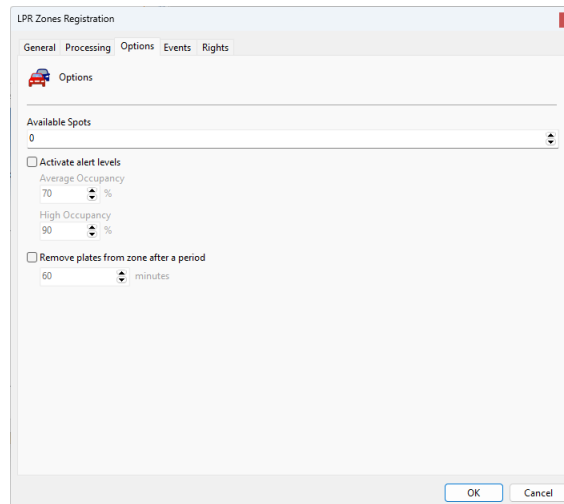 LPR Zones Registration
General Processing Options Events Rights
Options
Available Spots
0
Activate alert levels
Average Occupancy
70 %
High Occupancy
90 %
Remove plates from zone after a period
60 minutes
OK Cancel